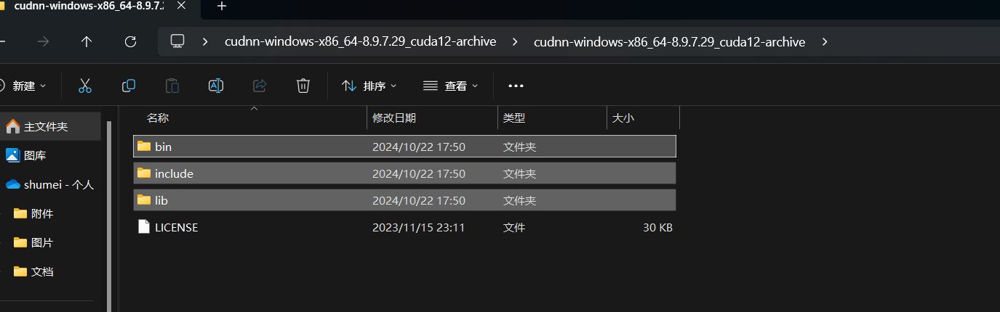 cudnn-windows-x86_64-8.9.7.2
cudnn-windows-x86_64-8.9.7.29_cuda12-archive cudnn-windows-x86_64-8.9.7.29_cuda12-archive
新建 排序 查看
名称 修改日期 类型 大小
主文件夹
图库
shumei - 个人
附件
图片
文档
bin 2024/10/22 17:50 文件夹
include 2024/10/22 17:50 文件夹
lib 2024/10/22 17:50 文件夹
LICENSE 2023/11/15 23:11 文件 30 KB